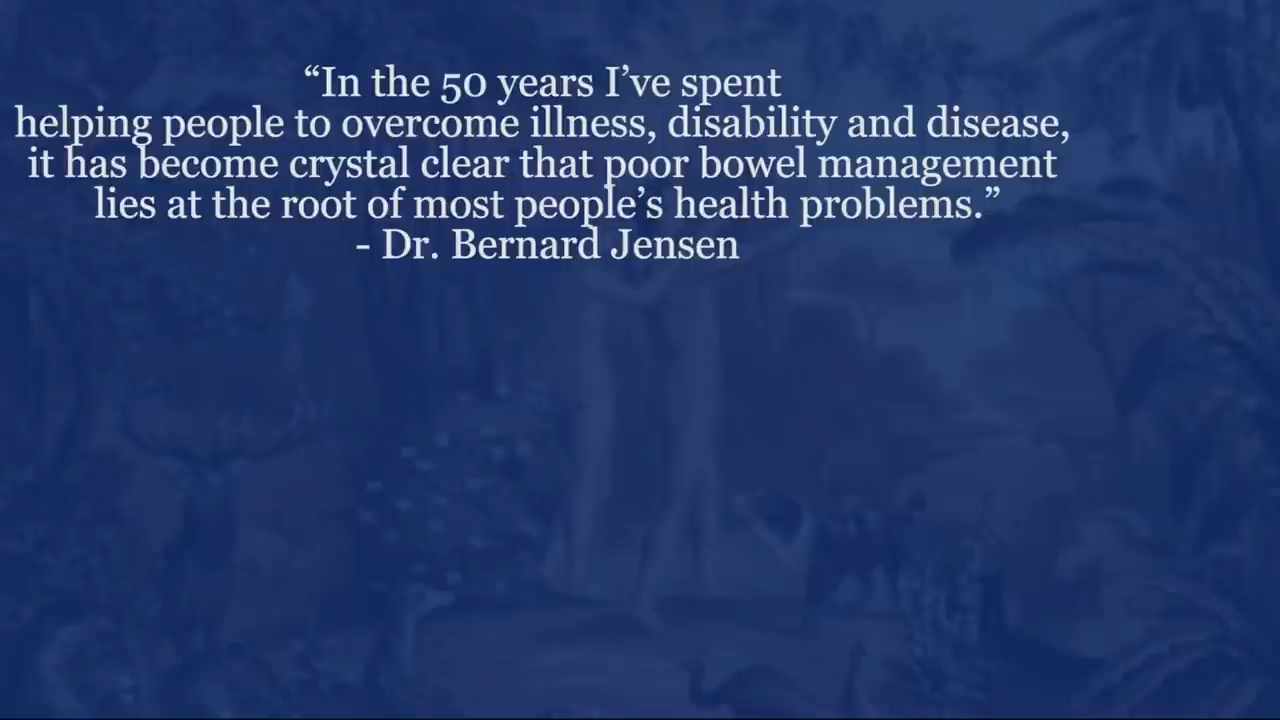 “In the 50 years I’ve spent
helping people to overcome illness, disability and disease,
it has become crystal clear that poor bowel management
lies at the root of most people’s health problems.”
- Dr. Bernard Jensen